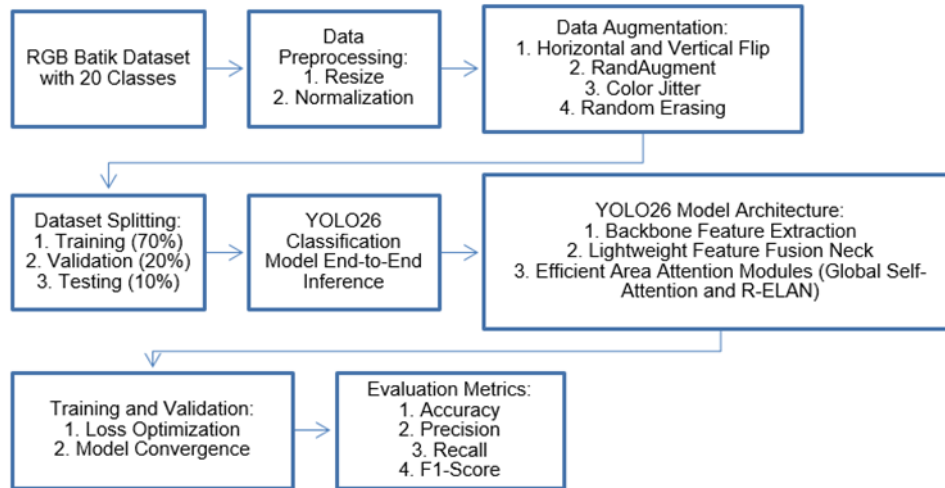 RGB Batik Dataset
with 20 Classes
Data
Preprocessing:
1. Resize
2. Normalization
Data Augmentation:
1. Horizontal and Vertical Flip
2. RandAugment
3. Color Jitter
4. Random Erasing
Dataset Splitting:
1. Training (70%)
2. Validation (20%)
3. Testing (10%)
YOLO26
Classification
Model End-to-End
Inference
YOLO26 Model Architecture:
1. Backbone Feature Extraction
2. Lightweight Feature Fusion Neck
3. Efficient Area Attention Modules (Global Self-
Attention and R-ELAN)
Training and Validation:
1. Loss Optimization
2. Model Convergence
Evaluation Metrics:
1. Accuracy
2. Precision
3. Recall
4. F1-Score